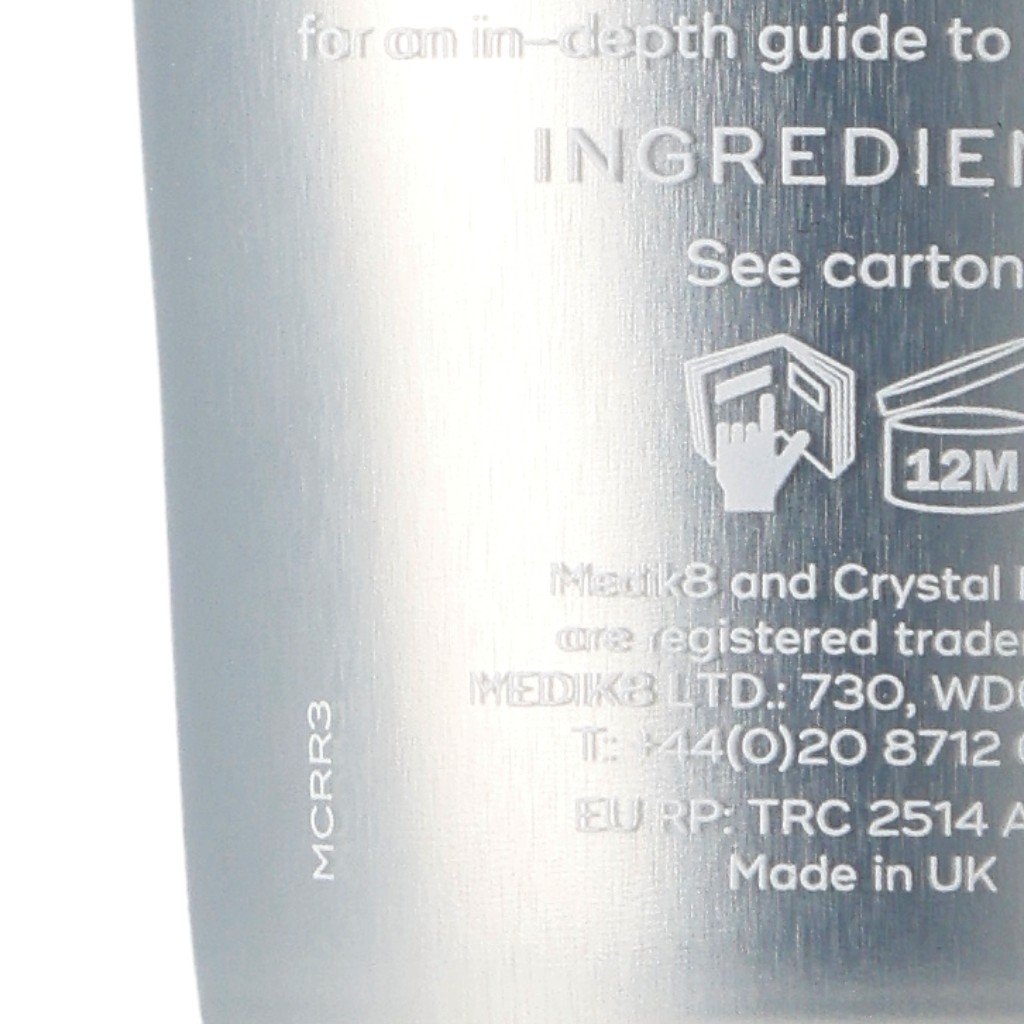 for an in-depth guide to
INGREDIEN
See carton
12M
Medik8 and Crystal
are registered trade
MEDIK8 LTD.: 730, WD
T: +44(0)20 8712
EU RP: TRC 2514 A
Made in UK
MCRR3